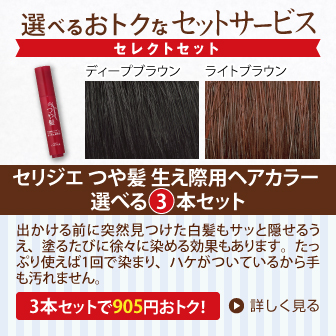 選べるおトクなセットサービス
セレクトセット
ディープブラウン ライトブラウン
つや髪
セリジエ つや髪 生え際用ヘアカラー
選べる3本セット
出かける前に突然見つけた白髪もサッと隠せるう
え、塗るたびに徐々に染める効果もあります。たっ
ぷり使えば1回で染まり、ハケがついているから手
も汚れません。
3本セットで905円おトク!
詳しく見る